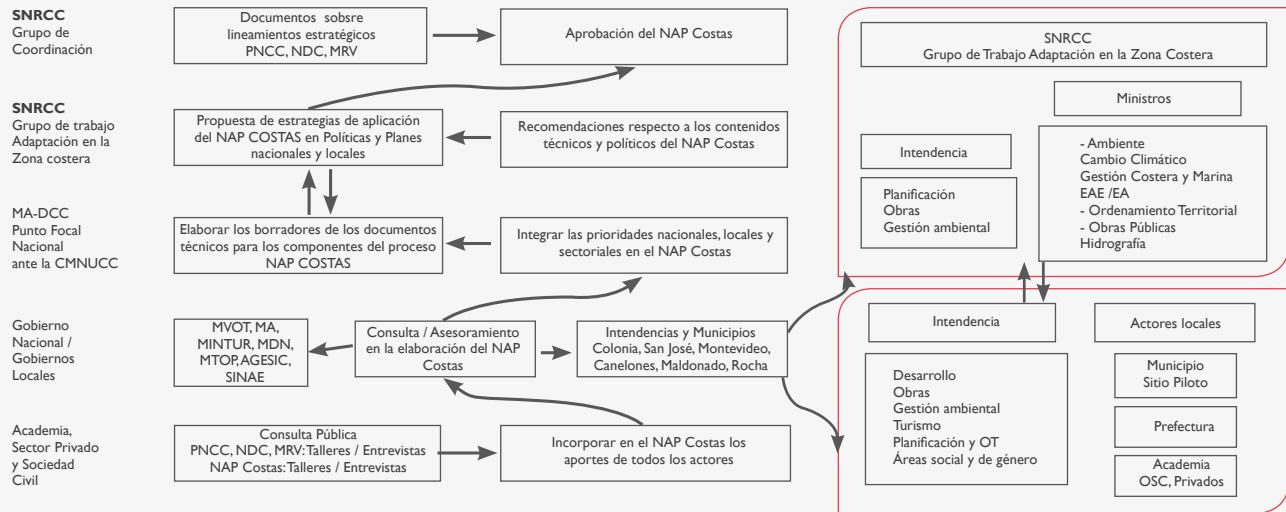 SNRCC
Grupo de
Coordinación
Documentos sobsre
lineamientos estratégicos
PNCC, NDC, MRV
Aprobación del NAP Costas
SNRCC
Grupo de trabajo
Adaptación en la
Zona costera
Propuesta de estrategias de aplicación
del NAP COSTAS en Políticas y Planes
nacionales y locales
Recomendaciones respecto a los contenidos
técnicos y políticos del NAP Costas
MA-DCC
Punto Focal
Nacional
ante la CMNUCC
Elaborar los borradores de los documentos
técnicos para los componentes del proceso
NAP COSTAS
Integrar las prioridades nacionales, locales y
sectoriales en el NAP Costas
Gobierno
Nacional /
Gobiernos
Locales
MVOT, MA,
MINTUR, MDN,
MTOP, AGESIC,
SINAE
Consulta / Asesoramiento
en la elaboración del NAP
Costas
Intendencias y Municipios
Colonia, San José, Montevideo,
Canelones, Maldonado, Rocha
Academia,
Sector Privado
y Sociedad
Civil
Consulta Pública
PNCC, NDC, MRV: Talleres / Entrevistas
NAP Costas: Talleres / Entrevistas
Incorporar en el NAP Costas los
aportes de todos los actores
SNRCC
Grupo de Trabajo Adaptación en la Zona Costera
Ministros
Intendencia
Planificación
Obras
Gestión ambiental
- Ambiente
Cambio Climático
Gestión Costera y Marina
EAE /EA
- Ordenamiento Territorial
- Obras Públicas
Hidrografía
Intendencia
Desarrollo
Obras
Gestión ambiental
Turismo
Planificación y OT
Áreas social y de género
Actores locales
Municipio
Sitio Piloto
Prefectura
Academia
OSC, Privados